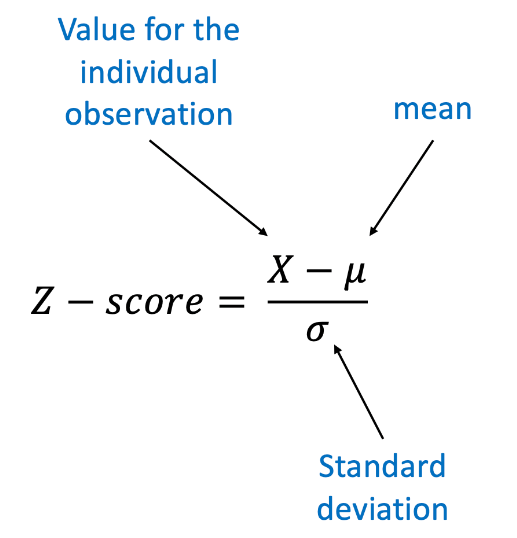 Value for the
individual
observation
mean
Z − score = X − μ
σ
Standard
deviation